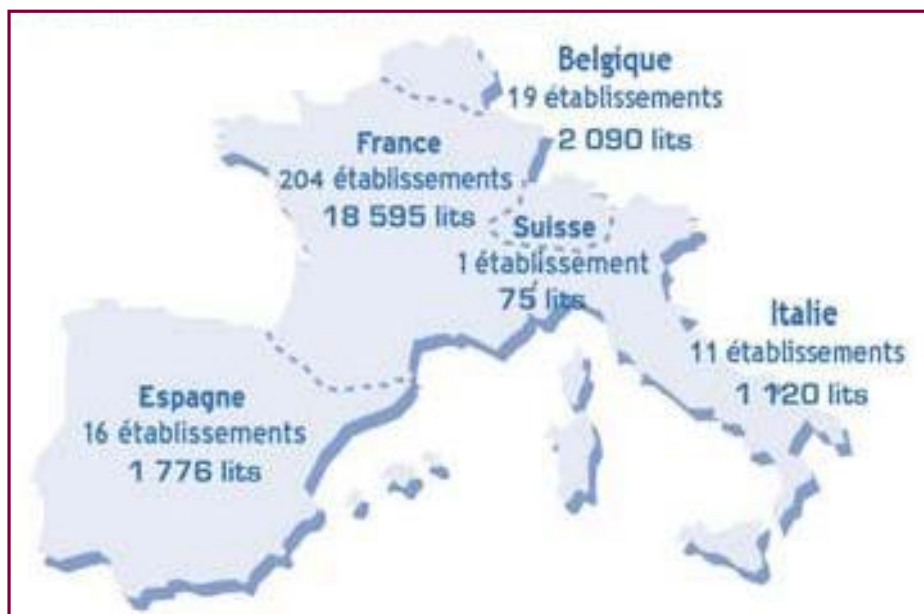 Belgique
19 établissements
2 090 lits
France
204 établissements
18 595 lits
Suisse
1 établissement
75 lits
Italie
11 établissements
1 120 lits
Espagne
16 établissements
1 776 lits